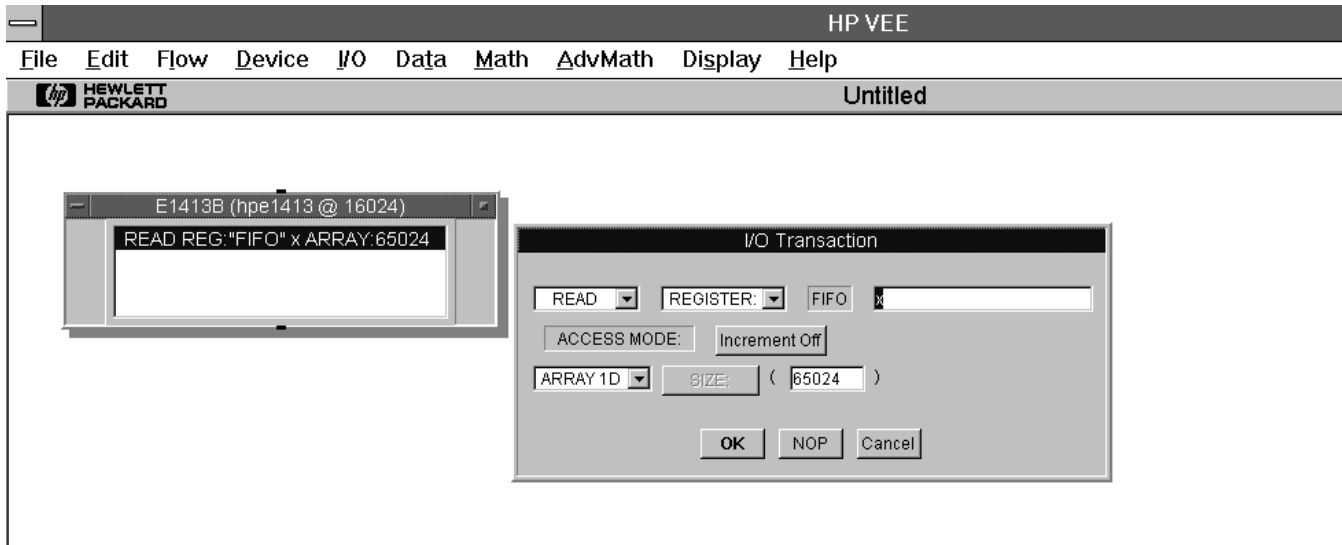 HP VEE
File Edit Flow Device I/O Data Math AdvMath Display Help
hp HEWLETT
PACKARD
Untitled
E1413B (hpe1413 @ 16024)
READ REG:"FIFO" x ARRAY:65024
I/O Transaction
READ REGISTER: FIFO x
ACCESS MODE: Increment Off
ARRAY 1D SIZE: ( 65024 )
OK NOP Cancel